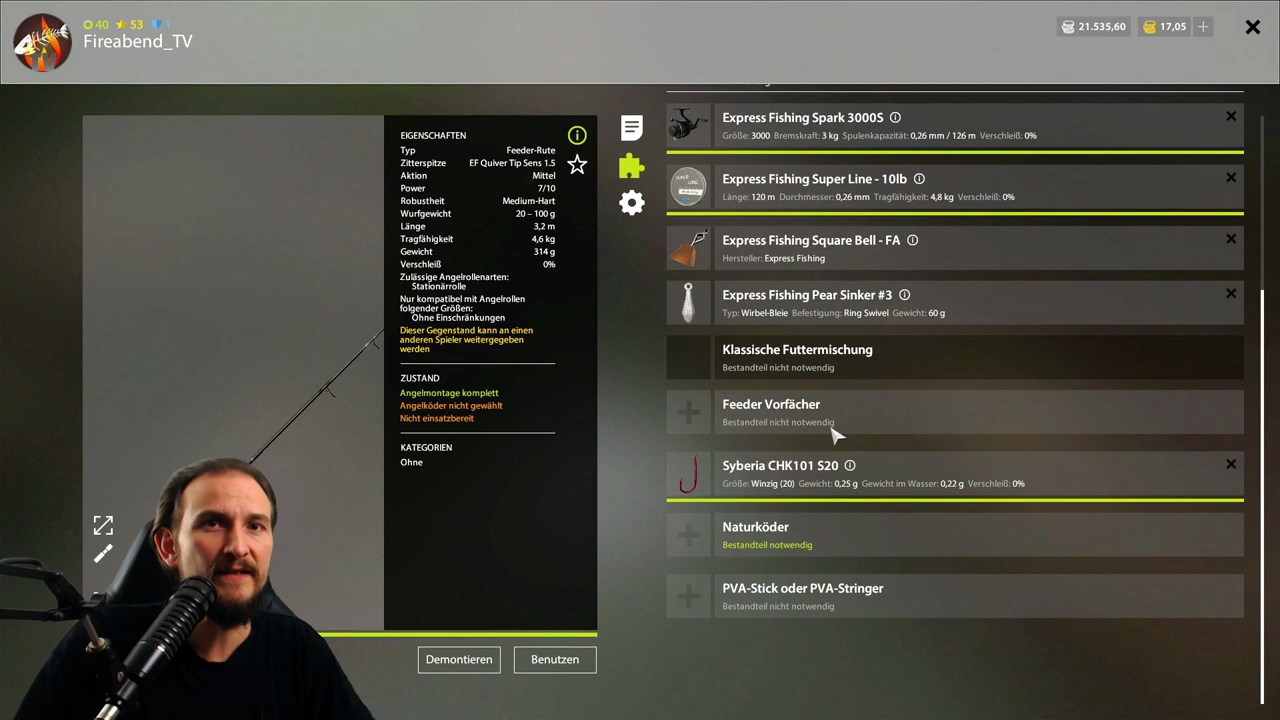 40 53
Fireabend_TV
21.535,60
17,05
EIGENSCHAFTEN
Typ Feeder-Rute
Zitterspitze EF Quiver Tip Sens 1.5
Aktion Mittel
Power 7/10
Robustheit Medium-Hart
Wurfgewicht 20 – 100 g
Länge 3,2 m
Tragfähigkeit 4,6 kg
Gewicht 314 g
Verschleiß 0%
Zulässige Angelrollenarten:
Stationärrolle
Nur kompatibel mit Angelrollen
folgender Größen:
Ohne Einschränkungen
Dieser Gegenstand kann an einen
anderen Spieler weitergegeben
werden
ZUSTAND
Angelmontage komplett
Angelköder nicht gewählt
Nicht einsatzbereit
KATEGORIEN
Ohne
Demontieren
Benutzen
Express Fishing Spark 3000S
Größe: 3000 Bremskraft: 3 kg Spulenkapazität: 0,26 mm / 126 m Verschleiß: 0%
Express Fishing Super Line - 10lb
Länge: 120 m Durchmesser: 0,26 mm Tragfähigkeit: 4,8 kg Verschleiß: 0%
Express Fishing Square Bell - FA
Hersteller: Express Fishing
Express Fishing Pear Sinker #3
Typ: Wirbel-Bleie Befestigung: Ring Swivel Gewicht: 60 g
Klassische Futtermischung
Bestandteil nicht notwendig
Feeder Vorfächer
Bestandteil nicht notwendig
Syberia CHK101 S20
Größe: Winzig (20) Gewicht: 0,25 g Gewicht im Wasser: 0,22 g Verschleiß: 0%
Naturköder
Bestandteil notwendig
PVA-Stick oder PVA-Stringer
Bestandteil nicht notwendig